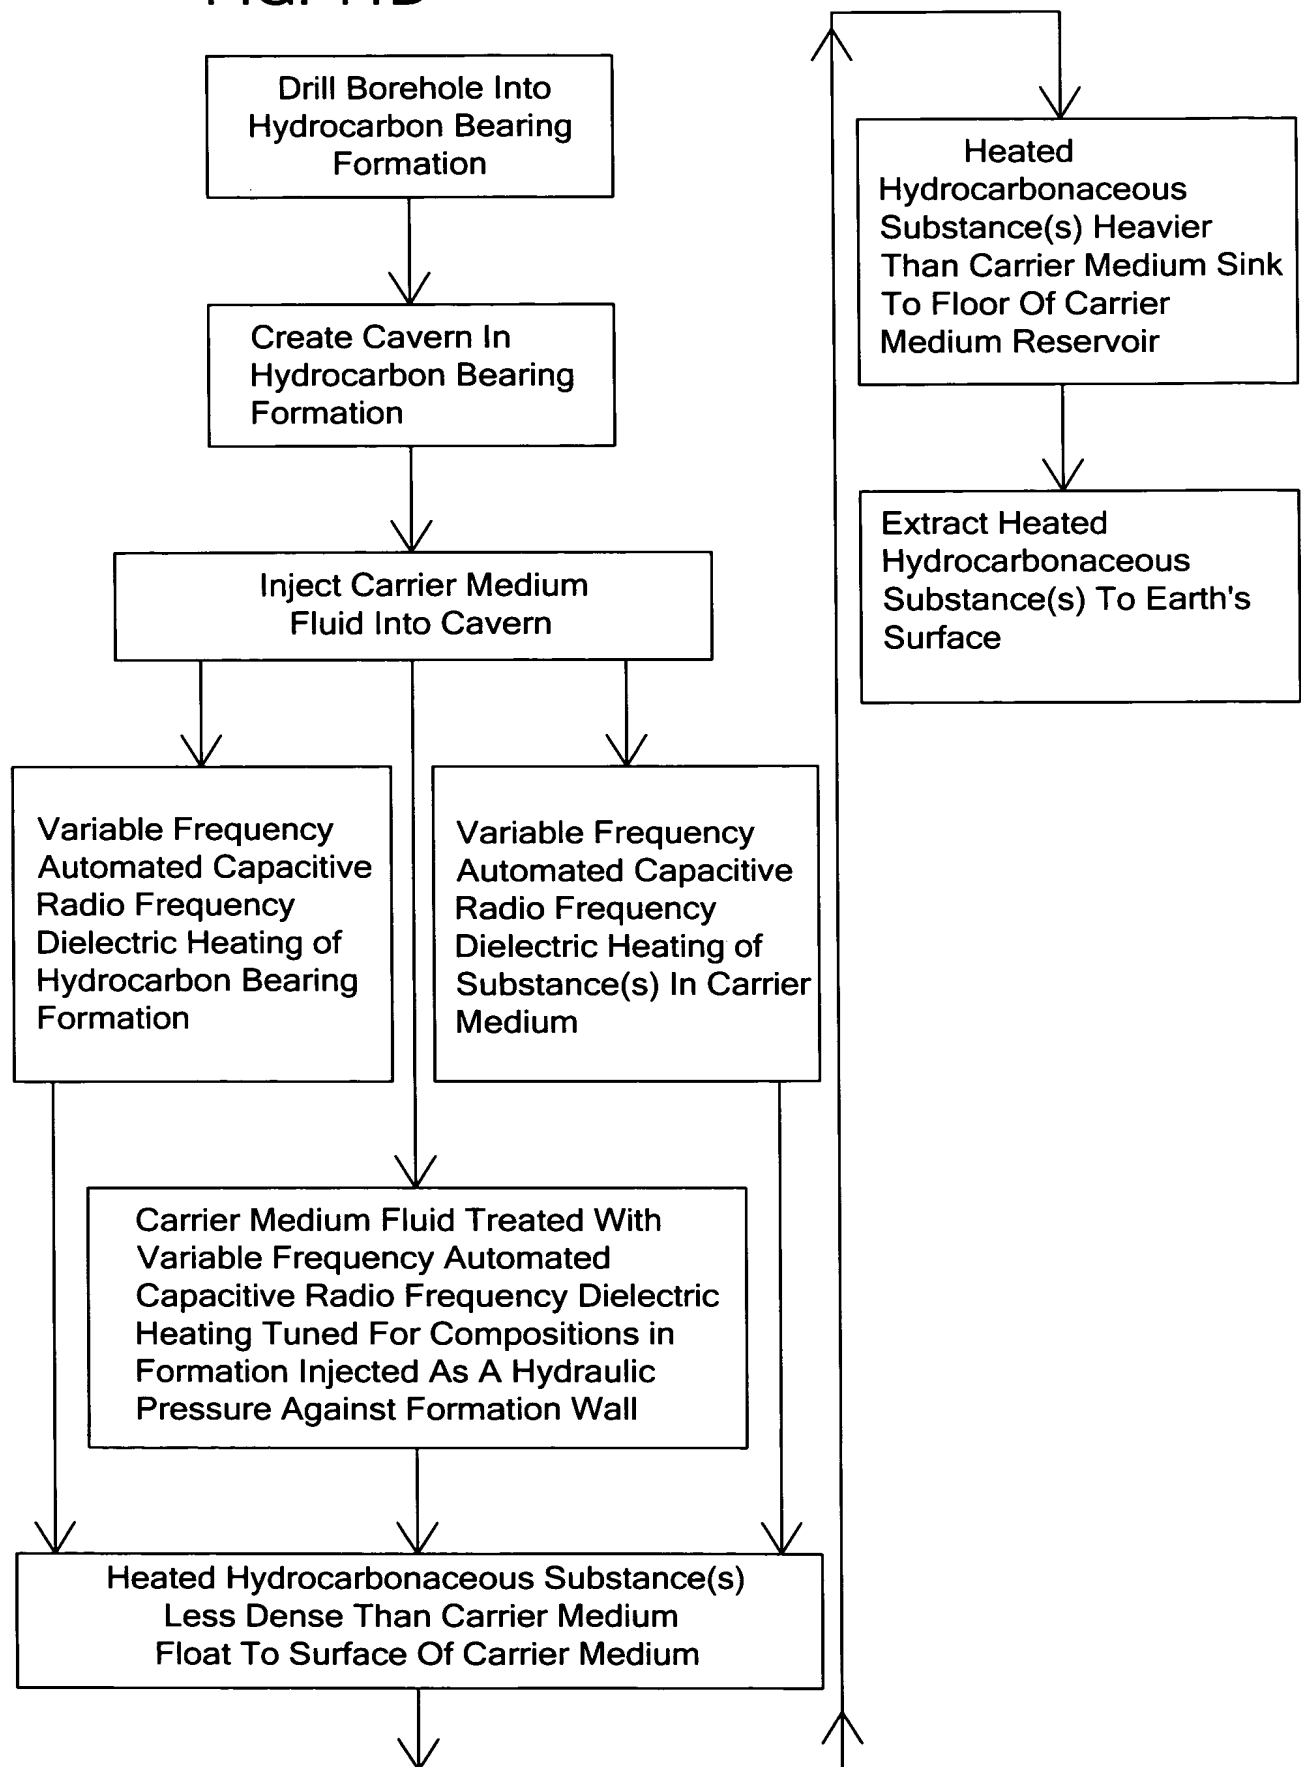 Drill Borehole Into
Hydrocarbon Bearing
Formation
Create Cavern In
Hydrocarbon Bearing
Formation
Inject Carrier Medium
Fluid Into Cavern
Variable Frequency
Automated Capacitive
Radio Frequency
Dielectric Heating of
Hydrocarbon Bearing
Formation
Variable Frequency
Automated Capacitive
Radio Frequency
Dielectric Heating of
Substance(s) In Carrier
Medium
Carrier Medium Fluid Treated With
Variable Frequency Automated
Capacitive Radio Frequency Dielectric
Heating Tuned For Compositions in
Formation Injected As A Hydraulic
Pressure Against Formation Wall
Heated Hydrocarbonaceous Substance(s)
Less Dense Than Carrier Medium
Float To Surface Of Carrier Medium
Heated
Hydrocarbonaceous
Substance(s) Heavier
Than Carrier Medium Sink
To Floor Of Carrier
Medium Reservoir
Extract Heated
Hydrocarbonaceous
Substance(s) To Earth's
Surface